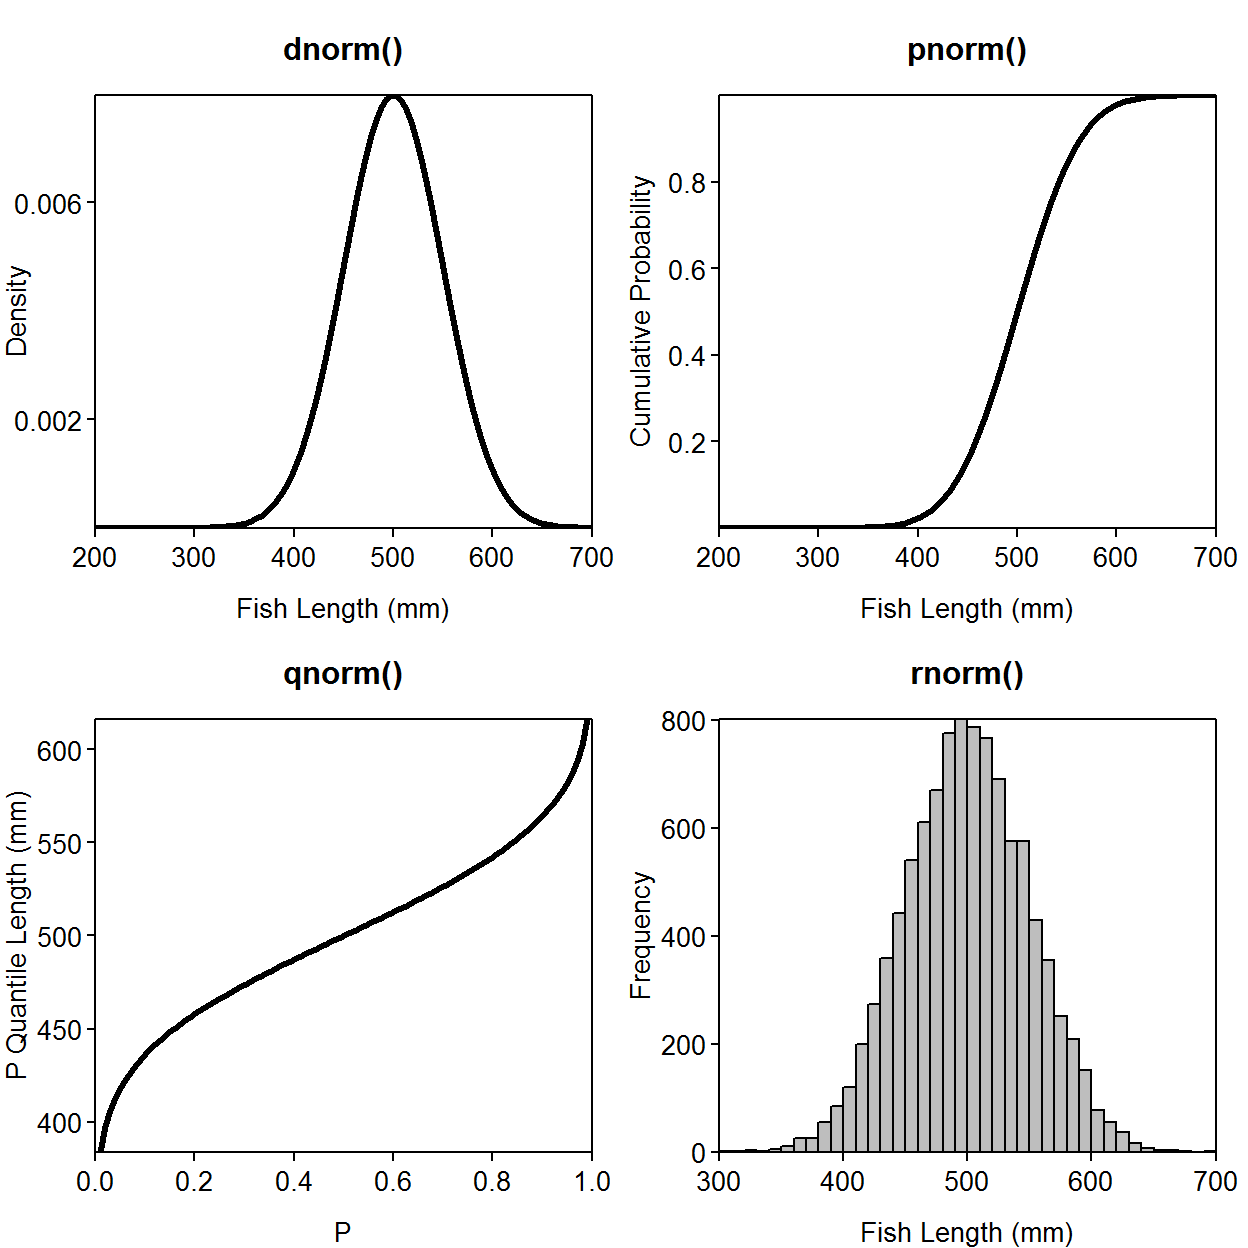 dnorm()
Density
0.006
0.002
200 300 400 500 600 700
Fish Length (mm)
pnorm()
Cumulative Probability
0.8
0.6
0.4
0.2
200 300 400 500 600 700
Fish Length (mm)
qnorm()
P Quantile Length (mm)
600
550
500
450
400
0.0 0.2 0.4 0.6 0.8 1.0
P
rnorm()
Frequency
800
600
400
200
0
300 400 500 600 700
Fish Length (mm)